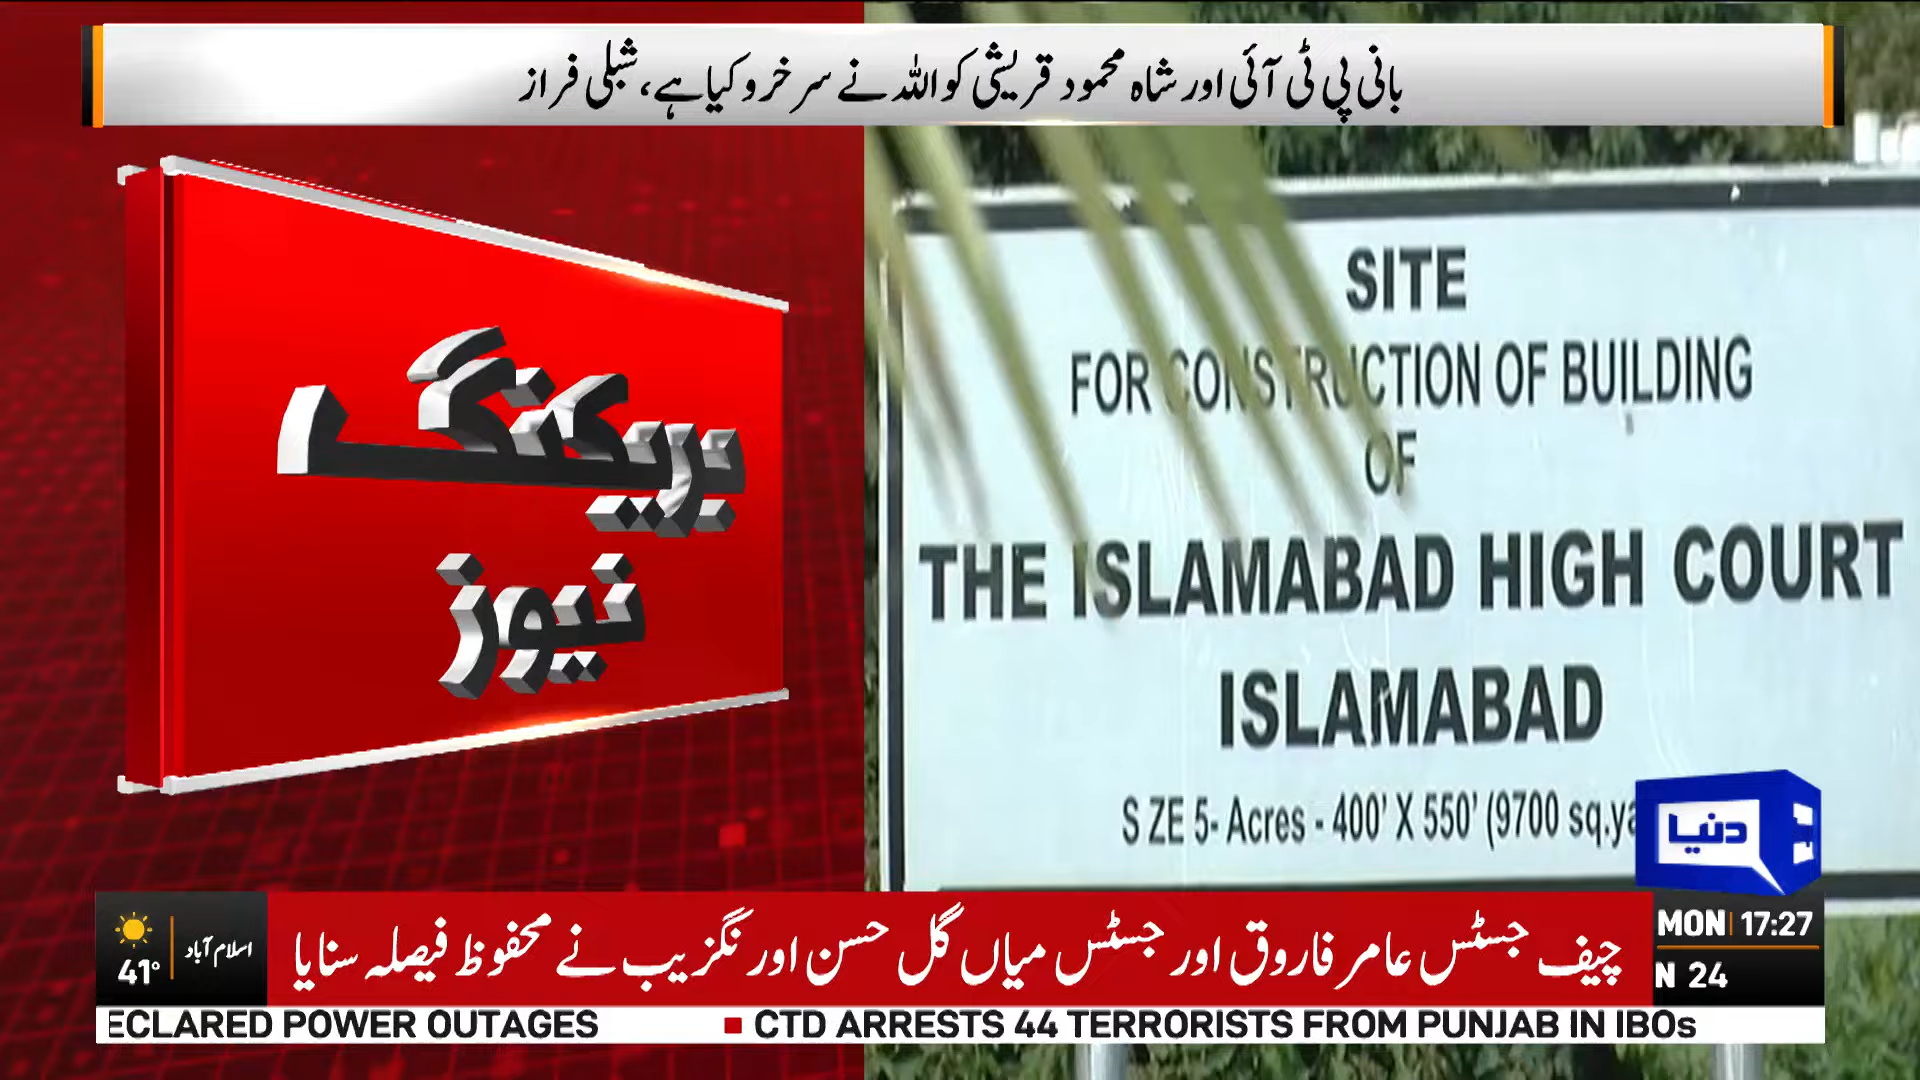 بانی پی ٹی آئی اور شاہ محمود قریشی کو اللہ نے سرخرو کیا ہے، شبلی فراز
بریکنگ
نیوز
SITE
FOR CONSTRUCTION OF BUILDING
OF
THE ISLAMABAD HIGH COURT
ISLAMABAD
S ZE 5- Acres - 400' X 550' (9700 sq.ya
دنیا
چیف جسٹس عامر فاروق اور جسٹس میاں گل حسن اورنگزیب نے محفوظ فیصلہ سنایا
اسلام آباد
41°
MON 17:27
N 24
ECLARED POWER OUTAGES ■ CTD ARRESTS 44 TERRORISTS FROM PUNJAB IN IBOs